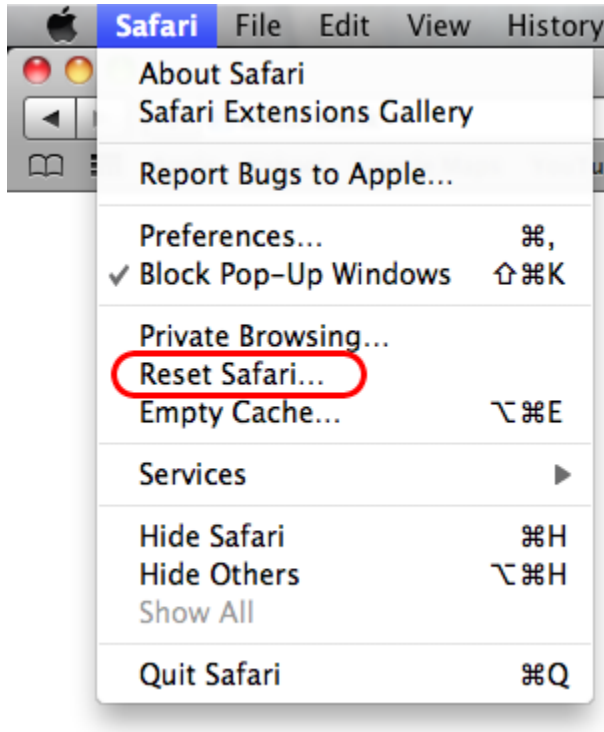 Safari File Edit View History
About Safari
Safari Extensions Gallery
Report Bugs to Apple...
Preferences... ⌘,
✓ Block Pop-Up Windows ⇧⌘K
Private Browsing...
Reset Safari...
Empty Cache... ⌥⌘E
Services ▶
Hide Safari ⌘H
Hide Others ⌥⌘H
Show All
Quit Safari ⌘Q